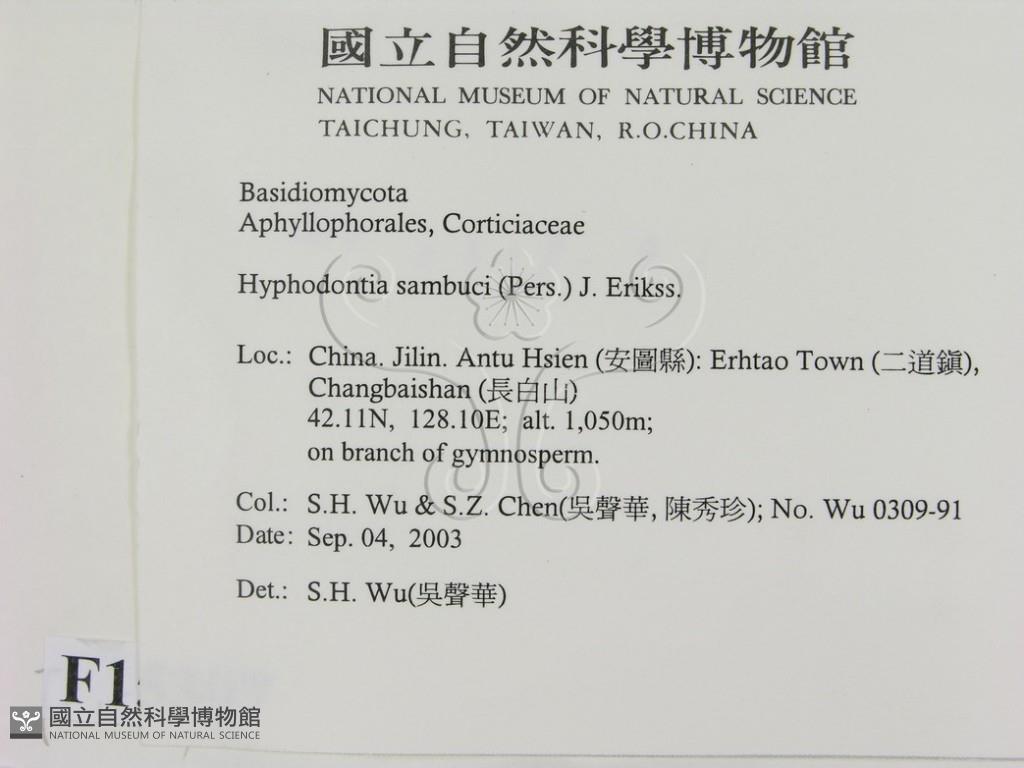 國立自然科學博物館
NATIONAL MUSEUM OF NATURAL SCIENCE
TAICHUNG, TAIWAN, R.O.CHINA
Basidiomycota
Aphyllophorales, Corticiaceae
Hyphodontia sambuci (Pers.) J. Erikss.
Loc.: China. Jilin. Antu Hsien (安圖縣): Erhtao Town (二道鎭),
Changbaishan (長白山)
42.11N, 128.10E; alt. 1,050m;
on branch of gymnosperm.
Col.: S.H. Wu & S.Z. Chen(吳聲華, 陳秀珍); No. Wu 0309-91
Date: Sep. 04, 2003
Det.: S.H. Wu(吳聲華)
F1
國立自然科學博物館
NATIONAL MUSEUM OF NATURAL SCIENCE